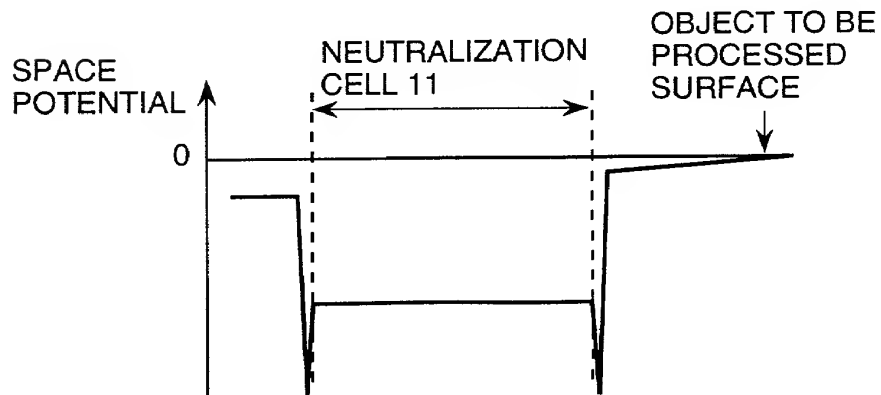 SPACE
POTENTIAL
0
NEUTRALIZATION
CELL 11
OBJECT TO BE
PROCESSED
SURFACE